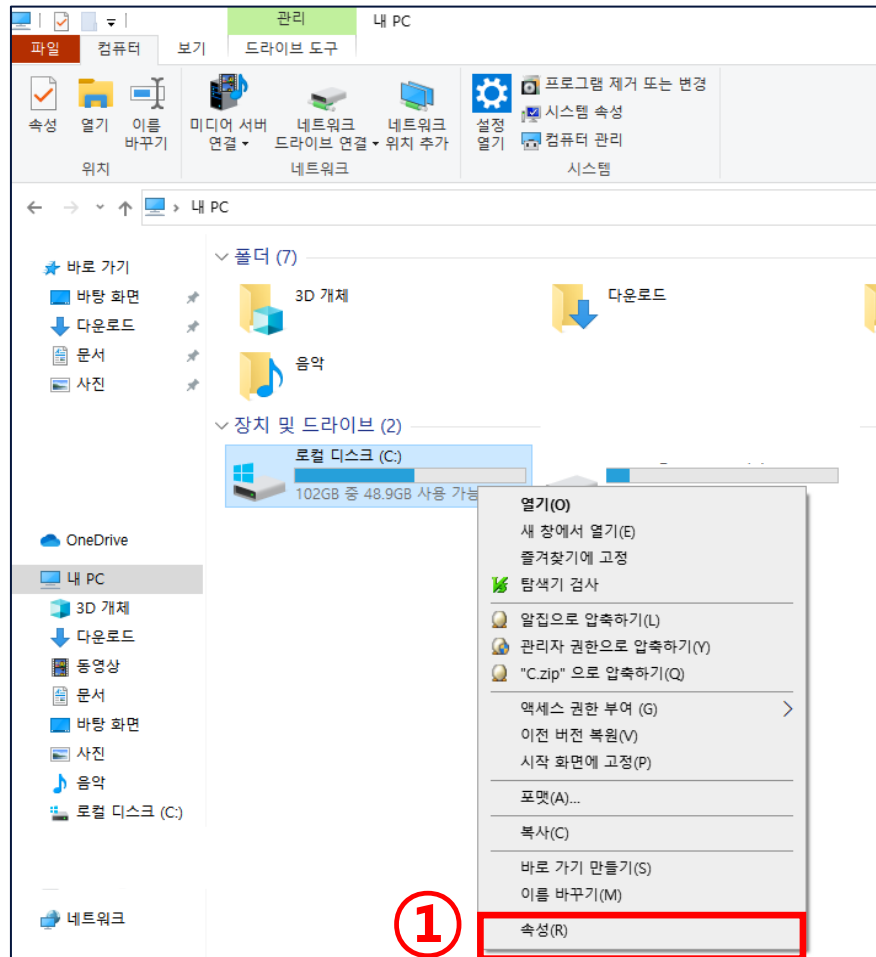 관리
내 PC
파일
컴퓨터
보기
드라이브 도구
속성
열기
이름
바꾸기
위치
미디어 서버
연결
네트워크
드라이브 연결
네트워크
위치 추가
네트워크
설정
열기
프로그램 제거 또는 변경
시스템 속성
컴퓨터 관리
시스템
내 PC
바로 가기
바탕 화면
다운로드
문서
사진
OneDrive
내 PC
3D 개체
다운로드
동영상
문서
바탕 화면
사진
음악
로컬 디스크 (C:)
네트워크
폴더 (7)
3D 개체
다운로드
음악
장치 및 드라이브 (2)
로컬 디스크 (C:)
102GB 중 48.9GB 사용 가능
열기(O)
새 창에서 열기(E)
즐겨찾기에 고정
탐색기 검사
알집으로 압축하기(L)
관리자 권한으로 압축하기(Y)
"C.zip" 으로 압축하기(Q)
액세스 권한 부여 (G)
이전 버전 복원(V)
시작 화면에 고정(P)
포맷(A)...
복사(C)
바로 가기 만들기(S)
이름 바꾸기(M)
① 속성(R)